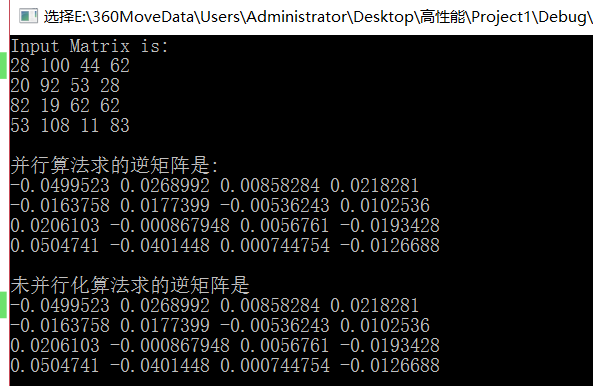 选择E:\360MoveData\Users\Administrator\Desktop\高性能\Project1\Debug\
Input Matrix is:
28 100 44 62
20 92 53 28
82 19 62 62
53 108 11 83
并行算法求的逆矩阵是:
-0.0499523 0.0268992 0.00858284 0.0218281
-0.0163758 0.0177399 -0.00536243 0.0102536
0.0206103 -0.000867948 0.0056761 -0.0193428
0.0504741 -0.0401448 0.000744754 -0.0126688
未并行化算法求的逆矩阵是
-0.0499523 0.0268992 0.00858284 0.0218281
-0.0163758 0.0177399 -0.00536243 0.0102536
0.0206103 -0.000867948 0.0056761 -0.0193428
0.0504741 -0.0401448 0.000744754 -0.0126688